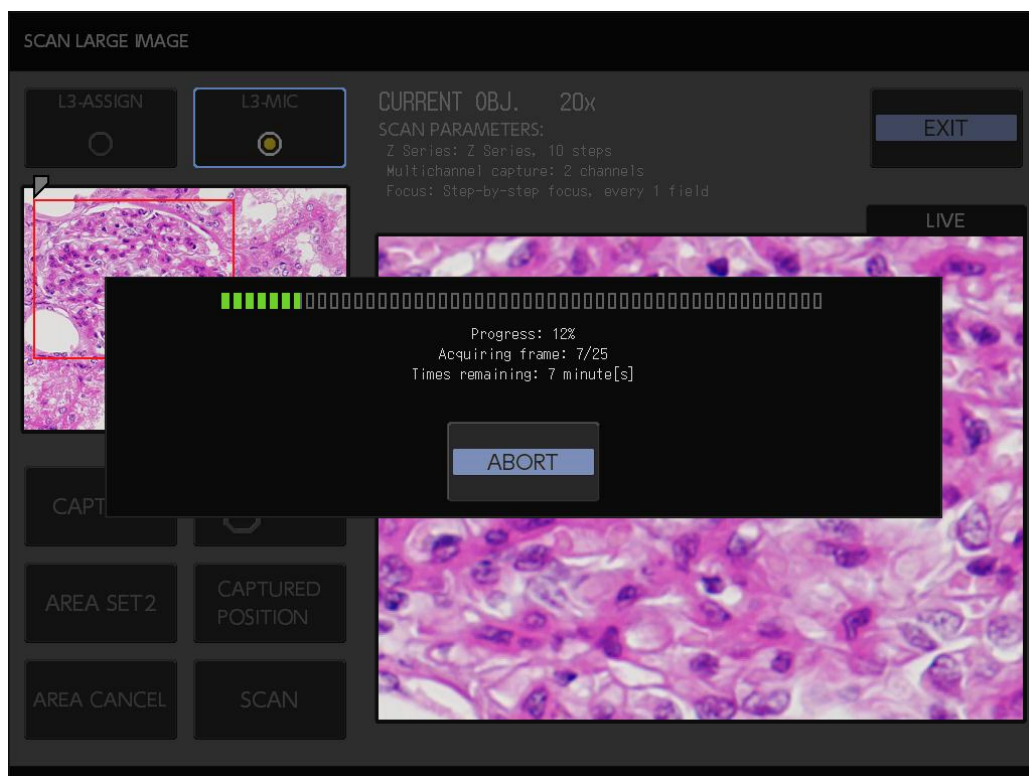 SCAN LARGE IMAGE
L3-ASSIGN
L3-MIC
CURRENT OBJ. 20x
SCAN PARAMETERS:
Z Series: Z Series, 10 steps
Multichannel capture: 2 channels
Focus: Step-by-step focus, every 1 field
EXIT
LIVE
Progress: 12%
Acquiring frame: 7/25
Times remaining: 7 minute[s]
ABORT
CAPT
AREA SET2
CAPTURED
POSITION
AREA CANCEL
SCAN